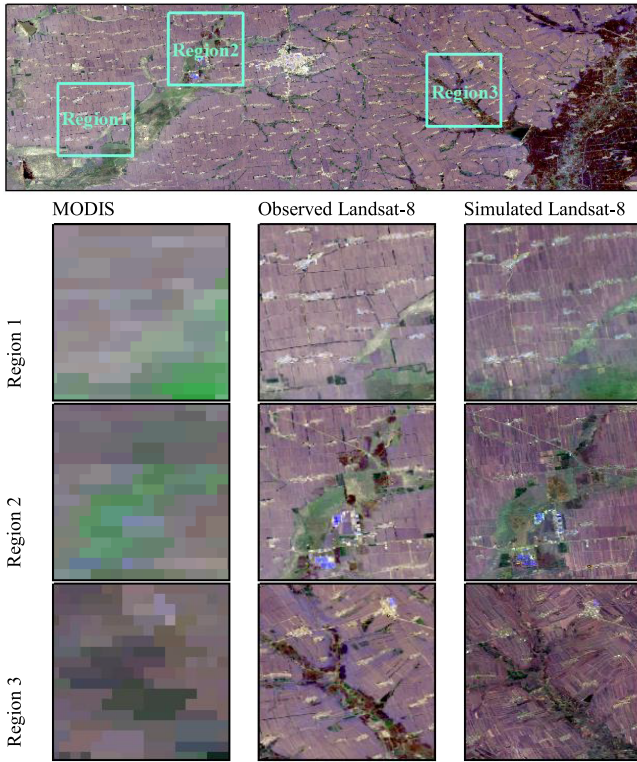 Region2
Region1
Region3
MODIS
Observed Landsat-8
Simulated Landsat-8
Region 1
Region 2
Region 3